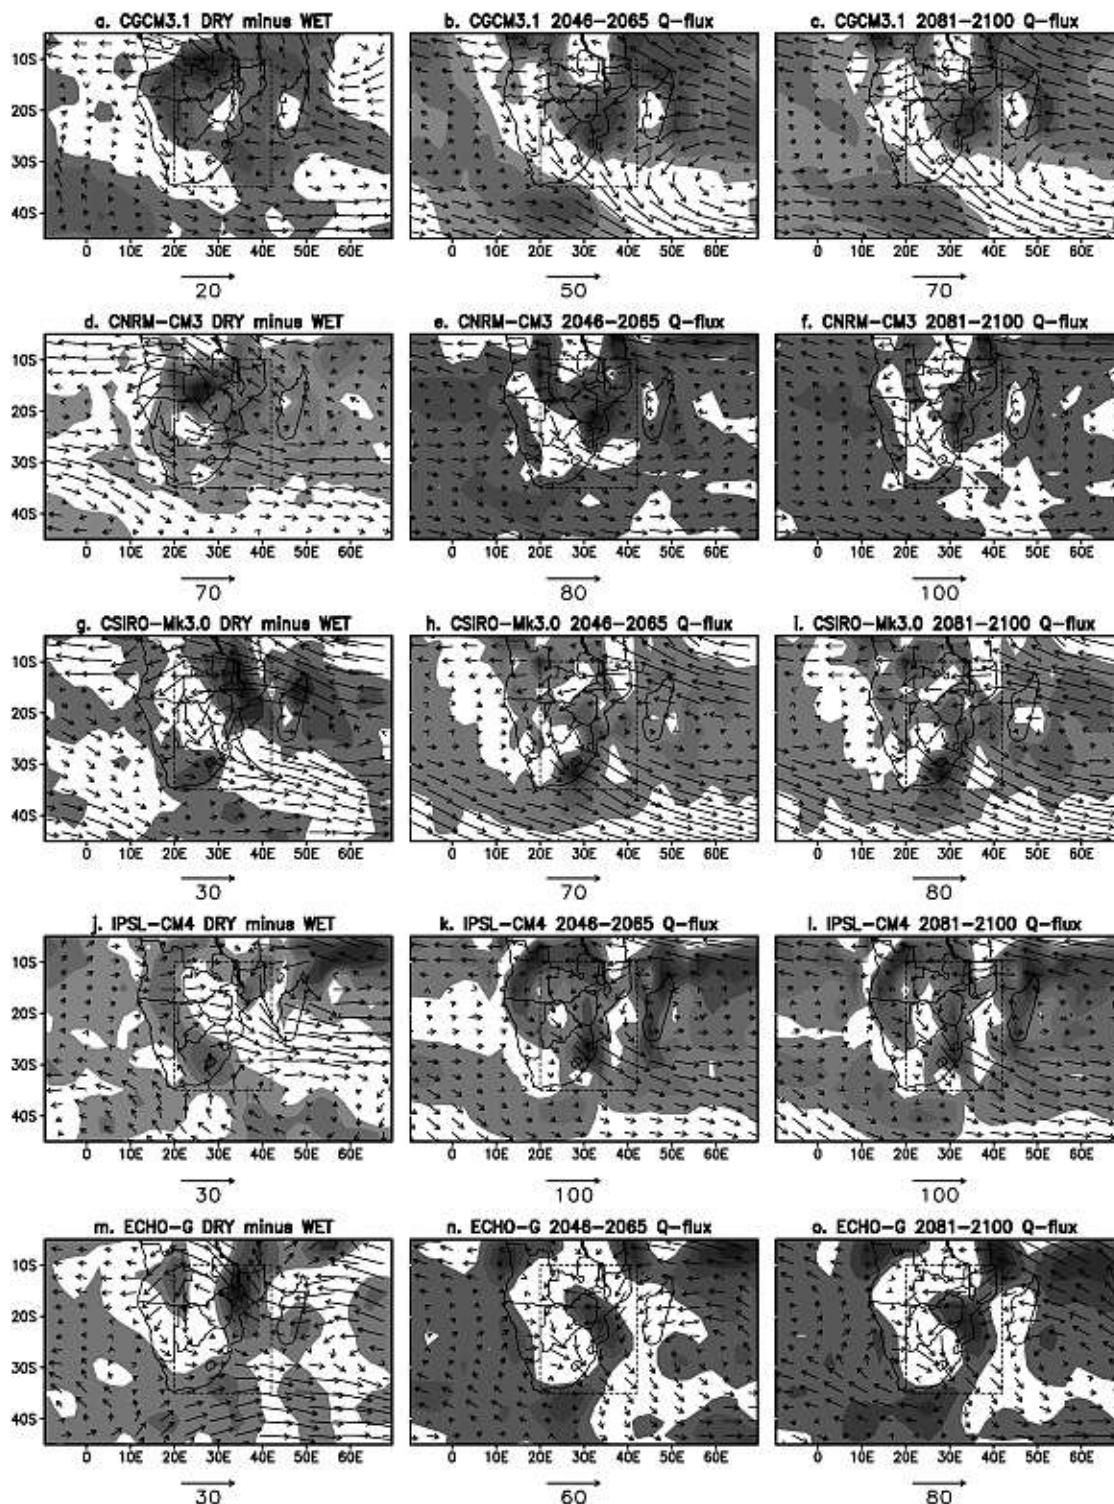 a. CGCM3.1 DRY minus WET
b. CGCM3.1 2046-2065 Q-flux
c. CGCM3.1 2081-2100 Q-flux
10S
20S
30S
40S
0 10E 20E 30E 40E 50E 60E
0 10E 20E 30E 40E 50E 60E
0 10E 20E 30E 40E 50E 60E
20
50
70
d. CNRM-CM3 DRY minus WET
e. CNRM-CM3 2046-2065 Q-flux
f. CNRM-CM3 2081-2100 Q-flux
10S
20S
30S
40S
0 10E 20E 30E 40E 50E 60E
0 10E 20E 30E 40E 50E 60E
0 10E 20E 30E 40E 50E 60E
70
80
100
g. CSIRO-Mk3.0 DRY minus WET
h. CSIRO-Mk3.0 2046-2065 Q-flux
i. CSIRO-Mk3.0 2081-2100 Q-flux
10S
20S
30S
40S
0 10E 20E 30E 40E 50E 60E
0 10E 20E 30E 40E 50E 60E
0 10E 20E 30E 40E 50E 60E
30
70
80
j. IPSL-CM4 DRY minus WET
k. IPSL-CM4 2046-2065 Q-flux
l. IPSL-CM4 2081-2100 Q-flux
10S
20S
30S
40S
0 10E 20E 30E 40E 50E 60E
0 10E 20E 30E 40E 50E 60E
0 10E 20E 30E 40E 50E 60E
30
100
100
m. ECHO-G DRY minus WET
n. ECHO-G 2046-2065 Q-flux
o. ECHO-G 2081-2100 Q-flux
10S
20S
30S
40S
0 10E 20E 30E 40E 50E 60E
0 10E 20E 30E 40E 50E 60E
0 10E 20E 30E 40E 50E 60E
30
60
80